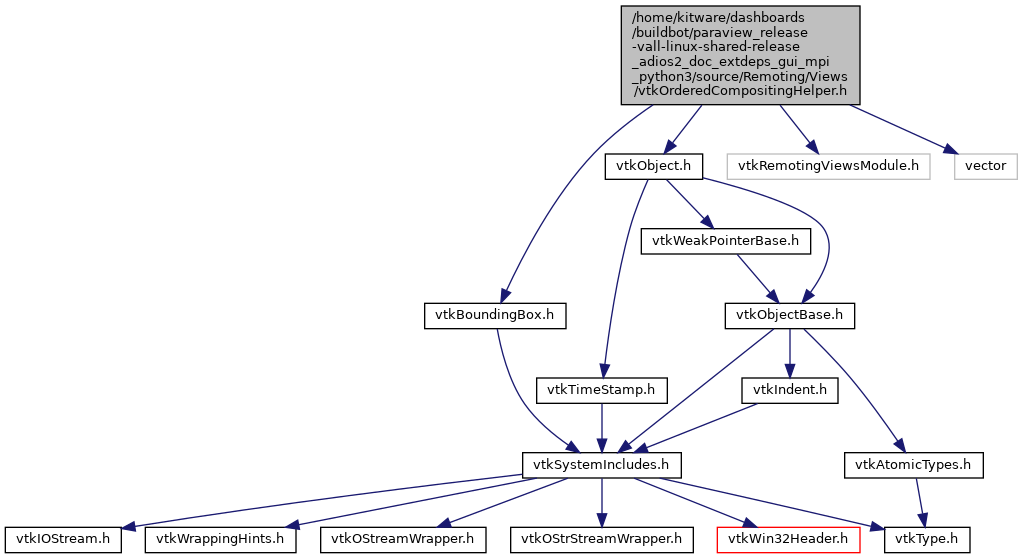 /home/kitware/dashboards
/buildbot/paraview_release
-vall-linux-shared-release
_adios2_doc_extdeps_gui_mpi
_python3/source/Remoting/Views
/vtkOrderedCompositingHelper.h
vtkObject.h
vtkRemotingViewsModule.h
vector
vtkWeakPointerBase.h
vtkBoundingBox.h
vtkObjectBase.h
vtkTimeStamp.h
vtkIndent.h
vtkSystemIncludes.h
vtkAtomicTypes.h
vtkIOStream.h
vtkWrappingHints.h
vtkOStreamWrapper.h
vtkOStrStreamWrapper.h
vtkWin32Header.h
vtkType.h